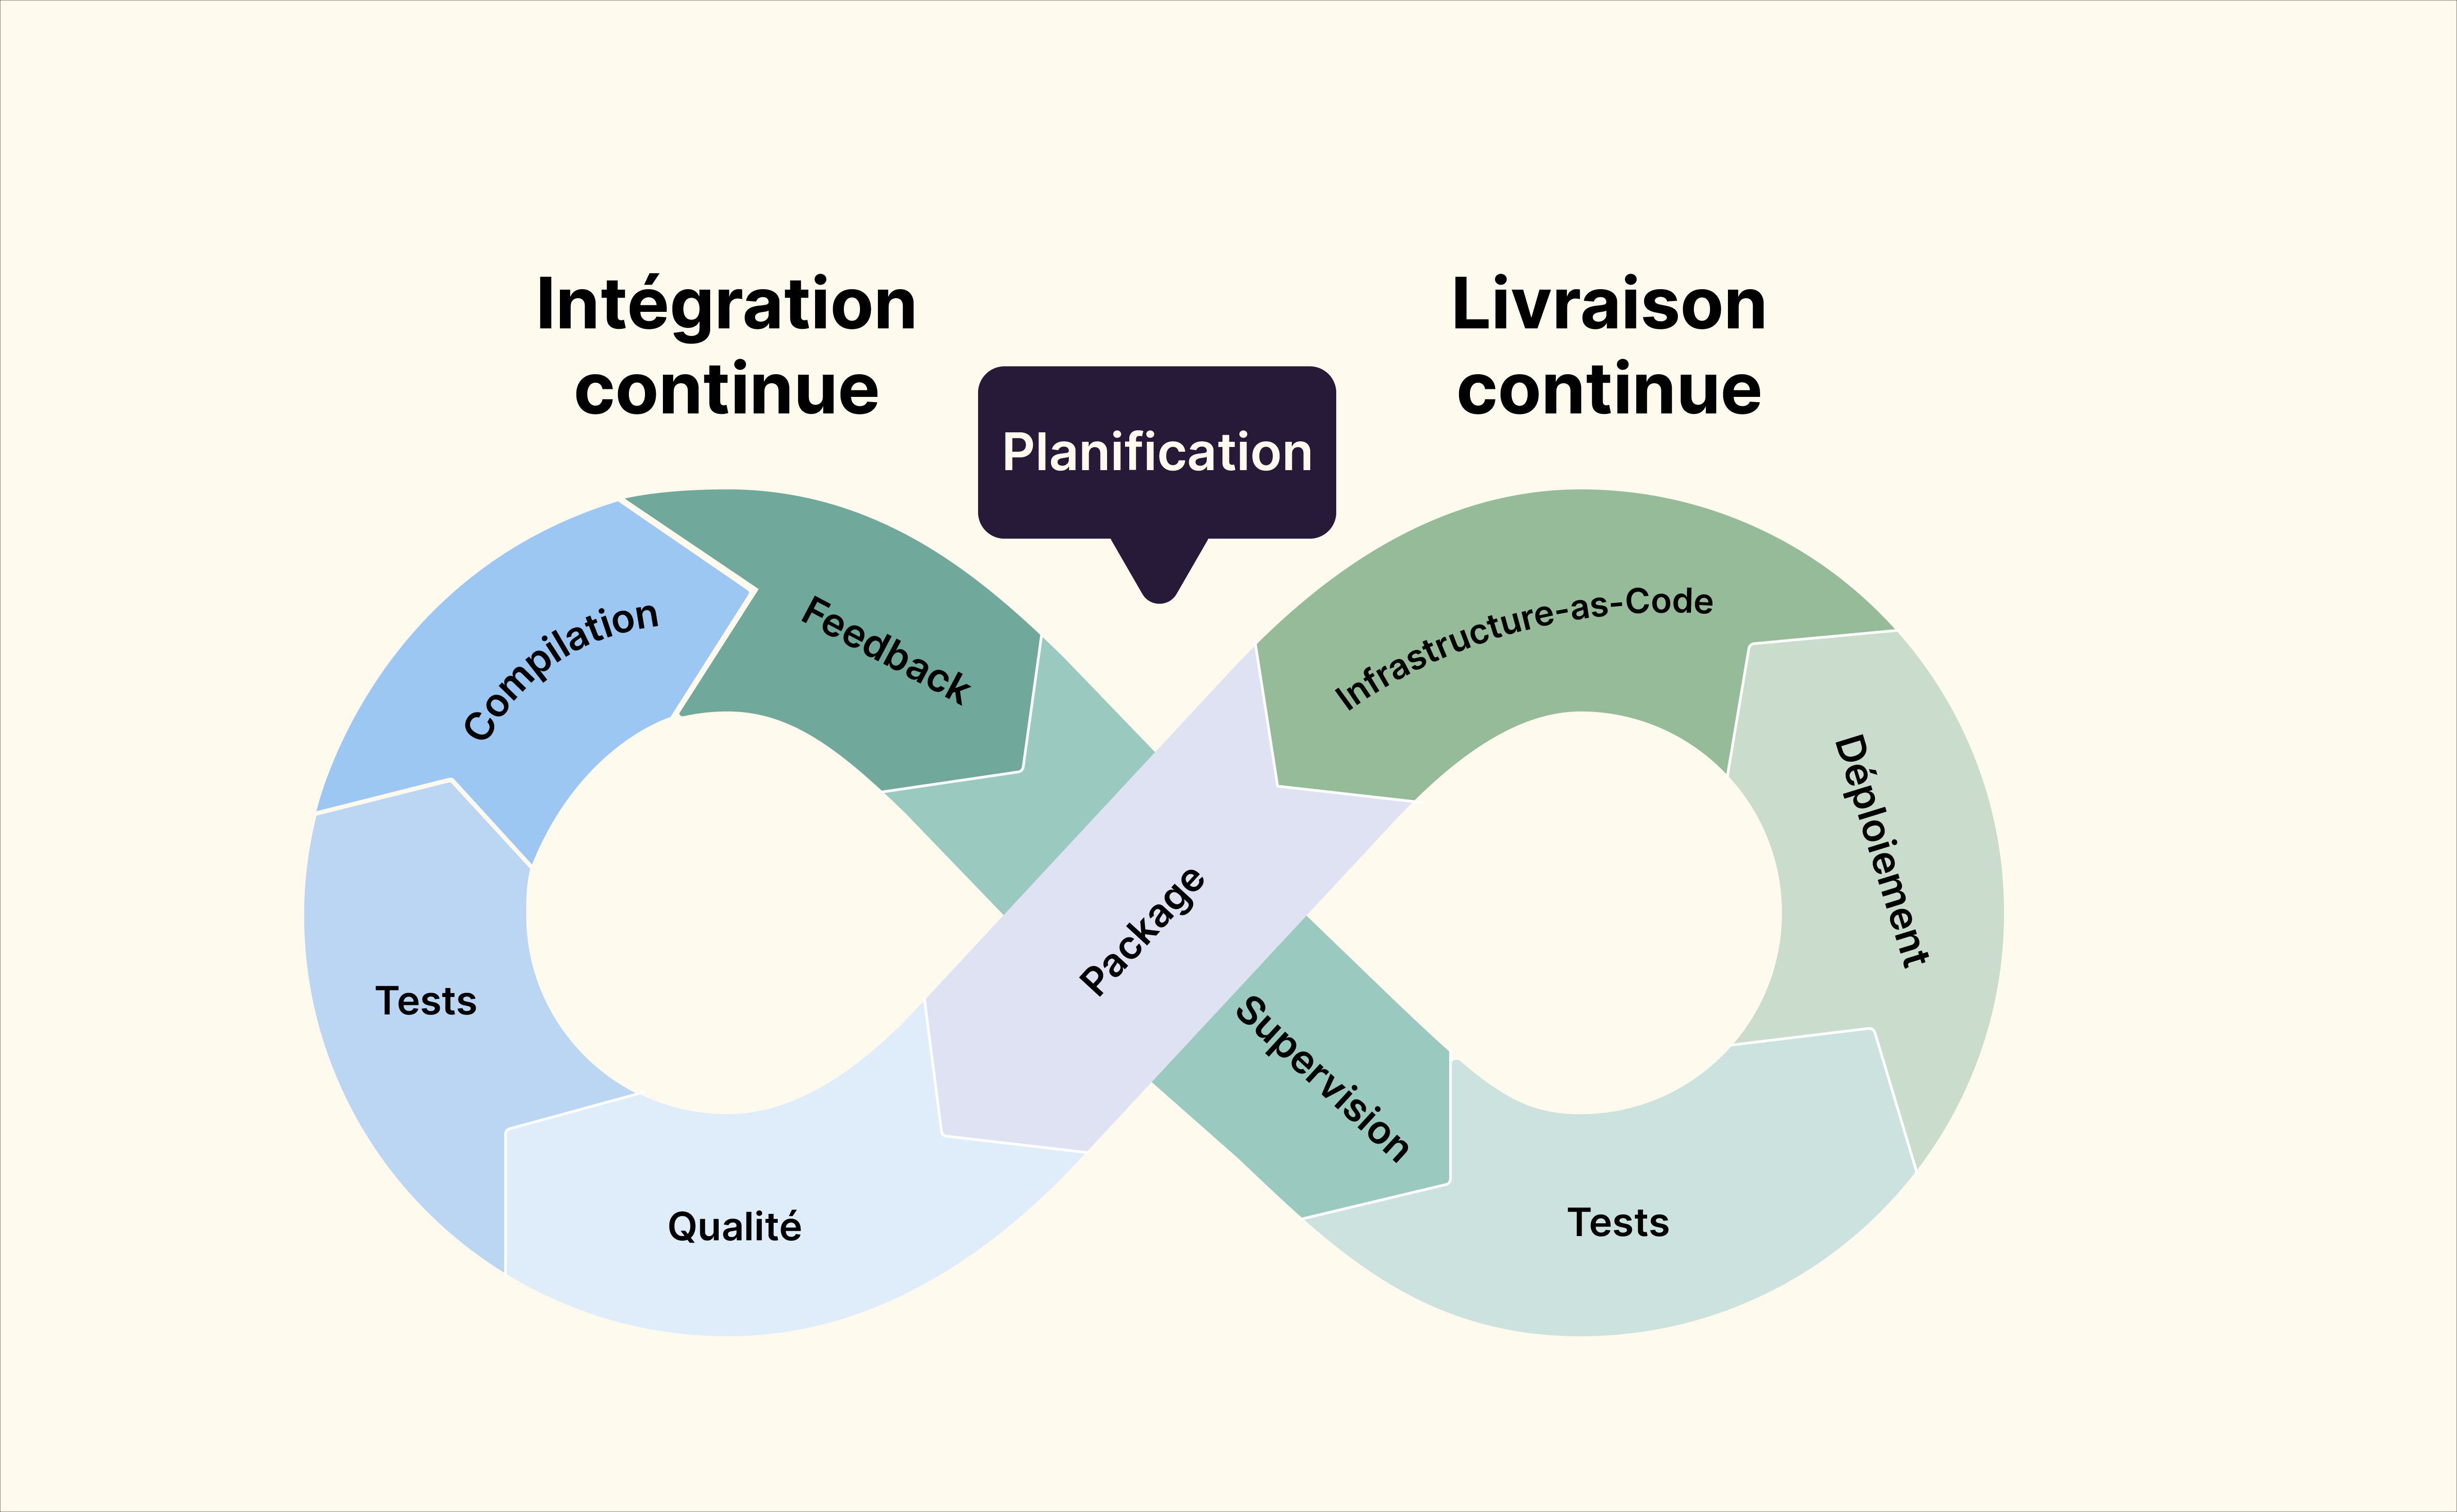 Intégration
continue
Livraison
continue
Planification
Compilation
Feedback
Infrastructure-as-Code
Déploiement
Package
Tests
Supervision
Qualité
Tests